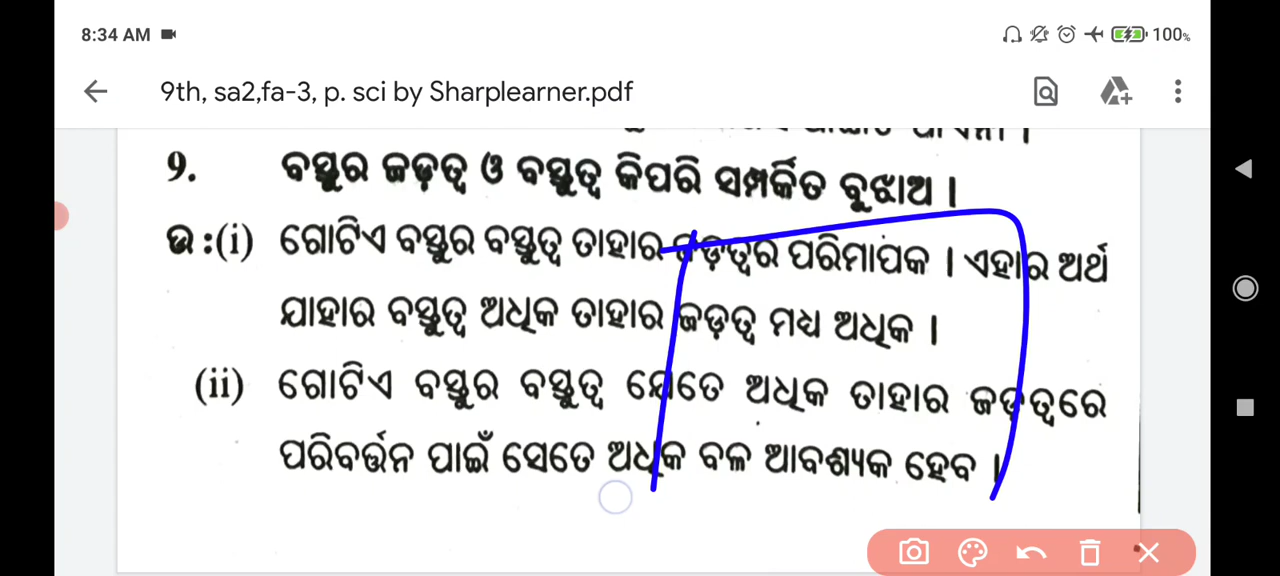 8:34 AM
100%
9th, sa2,fa-3, p. sci by Sharplearner.pdf
9. ବସ୍ତୁର ଜଡ଼ତ୍ୱ ଓ ବସ୍ତୁତ୍ୱ କିପରି ସମ୍ପର୍କିତ ବୁଝାଅ ।
ଉ :(i) ଗୋଟିଏ ବସ୍ତୁର ବସ୍ତୁତ୍ୱ ତାହାର ଜଡ଼ତ୍ୱର ପରିମାପକ । ଏହାର ଅର୍ଥ
ଯାହାର ବସ୍ତୁତ୍ୱ ଅଧିକ ତାହାର ଜଡ଼ତ୍ୱ ମଧ୍ୟ ଅଧିକ ।
(ii) ଗୋଟିଏ ବସ୍ତୁର ବସ୍ତୁତ୍ୱ ଯେତେ ଅଧିକ ତାହାର ଜଡ଼ତ୍ୱରେ
ପରିବର୍ତ୍ତନ ପାଇଁ ସେତେ ଅଧିକ ବଳ ଆବଶ୍ୟକ ହେବ ।